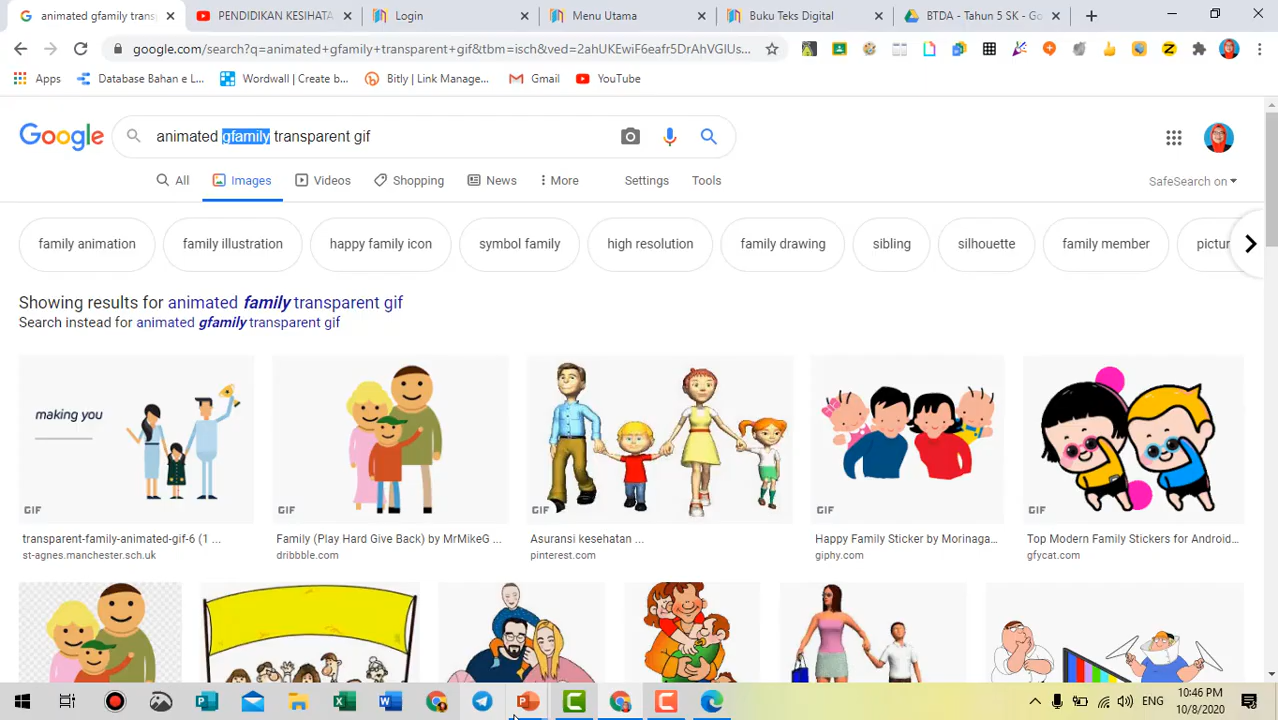 animated gfamily trans
PENDIDIKAN KESIHATA
Login
Menu Utama
Buku Teks Digital
BTDA - Tahun 5 SK - Go
google.com/search?q=animated+gfamily+transparent+gif&tbm=isch&ved=2ahUKEwiF6eafr5DrAhVGIUs...
Apps
Database Bahan e L...
Wordwall | Create b...
Bitly | Link Manage...
Gmail
YouTube
Google
animated gfamily transparent gif
All
Images
Videos
Shopping
News
More
Settings
Tools
SafeSearch on
family animation
family illustration
happy family icon
symbol family
high resolution
family drawing
sibling
silhouette
family member
pictur
Showing results for animated family transparent gif
Search instead for animated gfamily transparent gif
making you
GIF
GIF
GIF
GIF
GIF
transparent-family-animated-gif-6 (1 ...
st-agnes.manchester.sch.uk
Family (Play Hard Give Back) by MrMikeG ...
dribbble.com
Asuransi kesehatan ...
pinterest.com
Happy Family Sticker by Morinaga...
giphy.com
Top Modern Family Stickers for Android...
gfycat.com
ENG
10:46 PM
10/8/2020